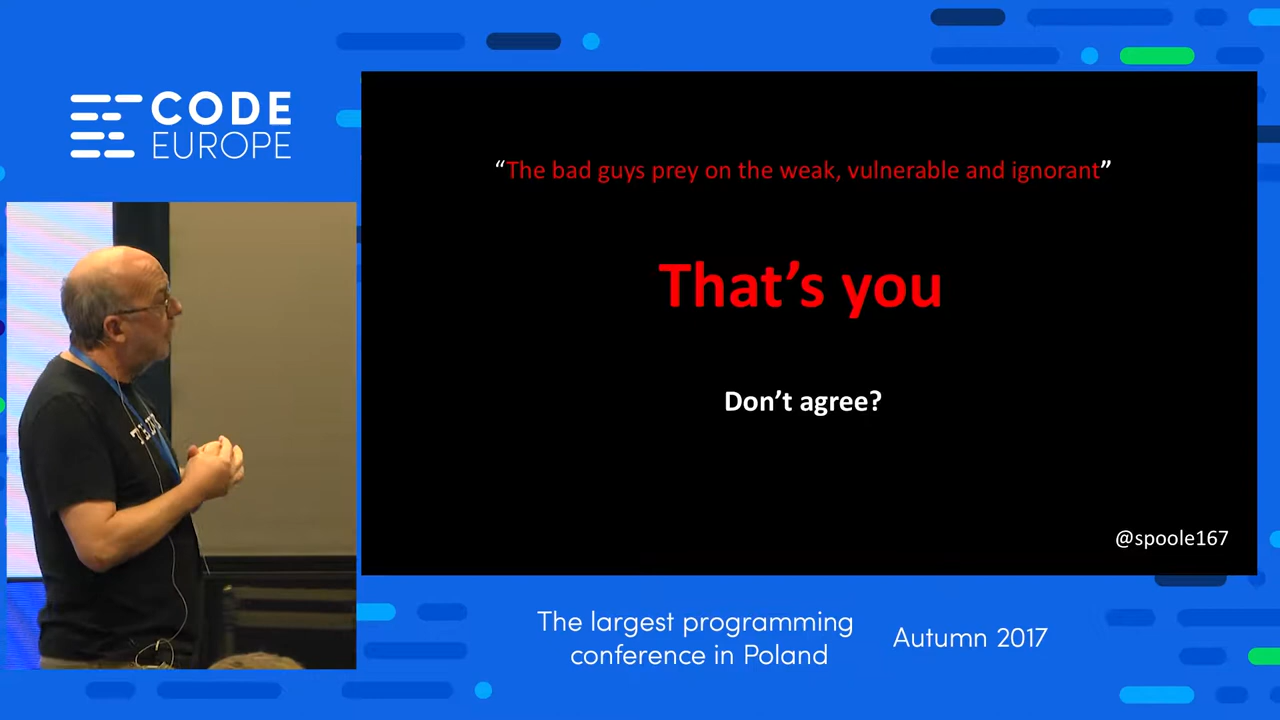 CODE
EUROPE
“The bad guys prey on the weak, vulnerable and ignorant”
That’s you
Don’t agree?
@spoole167
The largest programming
conference in Poland
Autumn 2017